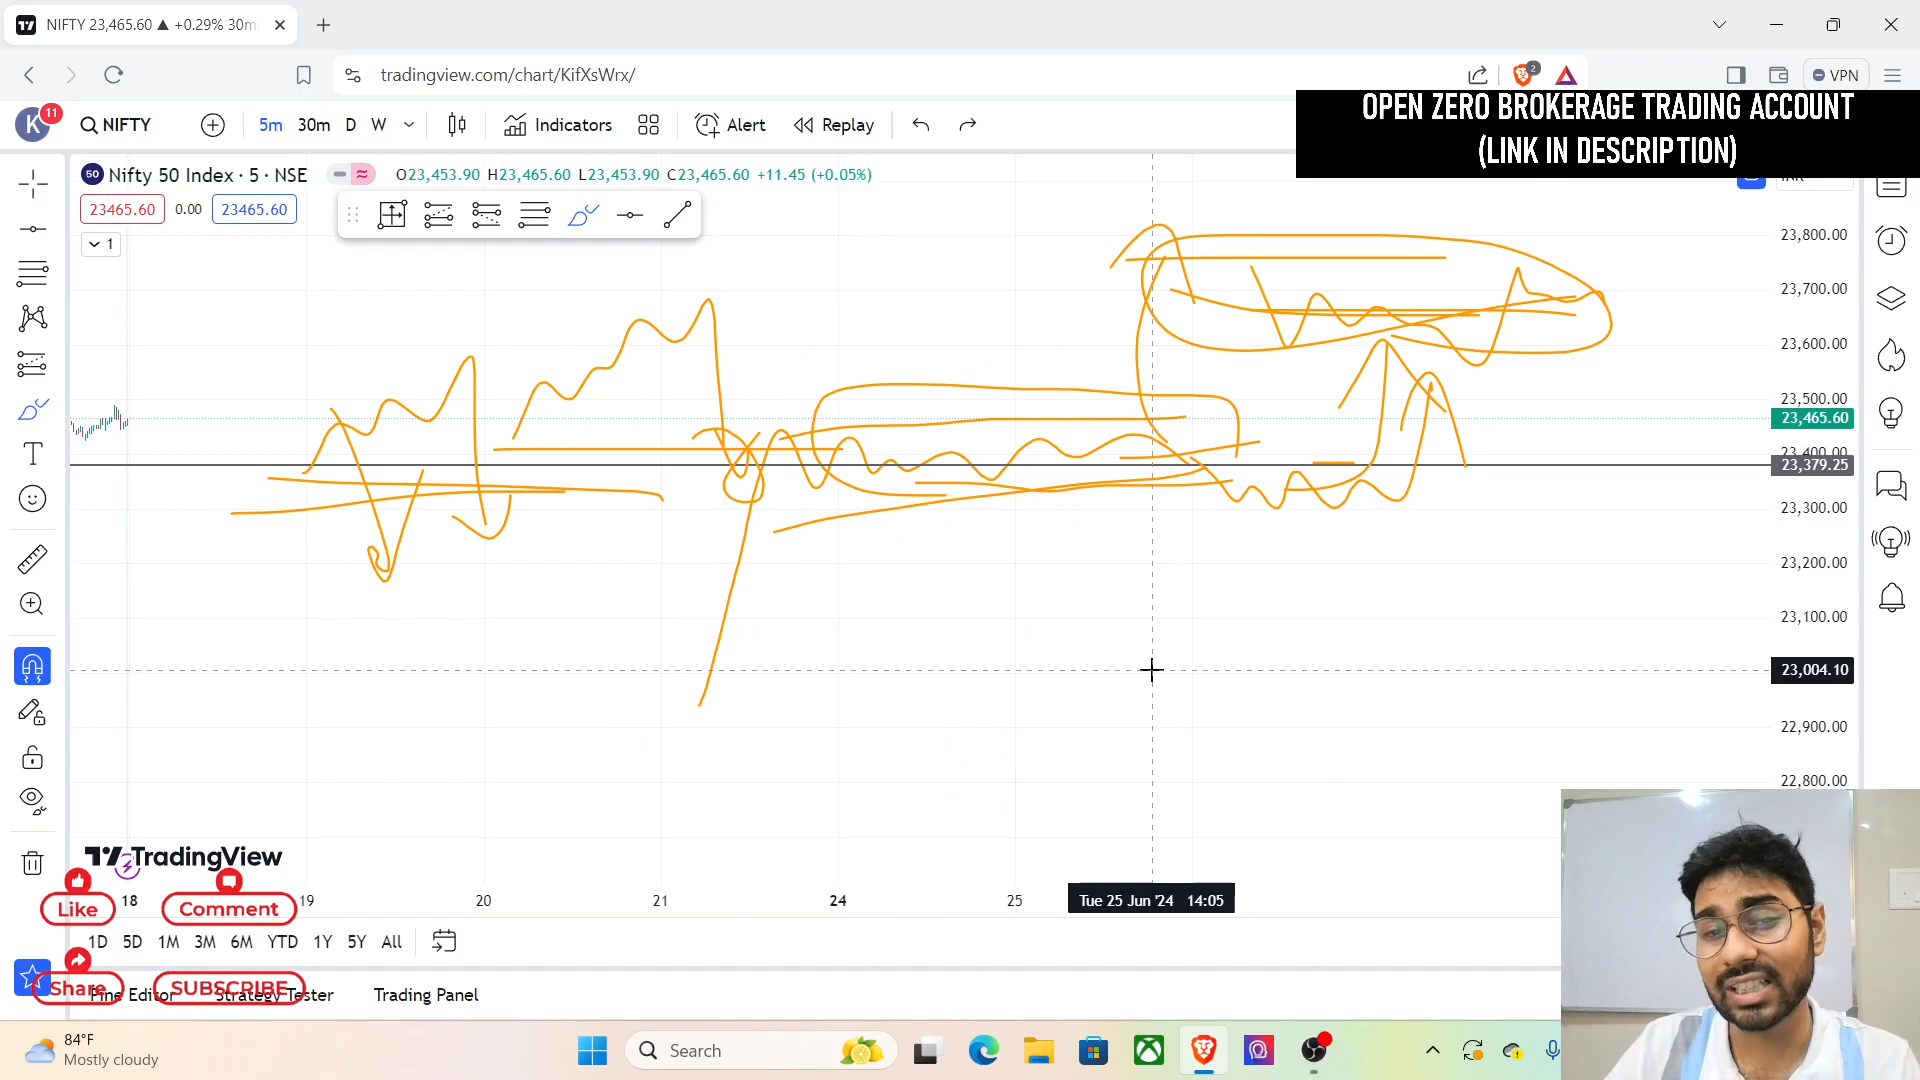 NIFTY 23,465.60 ▲ +0.29% 30m
tradingview.com/chart/KifXsWrx/
2
VPN
OPEN ZERO BROKERAGE TRADING ACCOUNT
(LINK IN DESCRIPTION)
K
11
NIFTY
5m
30m
D
W
Indicators
Alert
Replay
50
Nifty 50 Index · 5 · NSE
O23,453.90 H23,465.60 L23,453.90 C23,465.60 +11.45 (+0.05%)
23465.60
0.00
23465.60
1
23,800.00
23,700.00
23,600.00
23,500.00
23,465.60
23,400.00
23,379.25
23,300.00
23,200.00
23,100.00
23,004.10
22,900.00
22,800.00
TradingView
18
19
20
21
24
25
Tue 25 Jun '24 14:05
Like
Comment
1D
5D
1M
3M
6M
YTD
1Y
5Y
All
Share
SUBSCRIBE
Pine Editor
Strategy Tester
Trading Panel
84°F
Mostly cloudy
Search